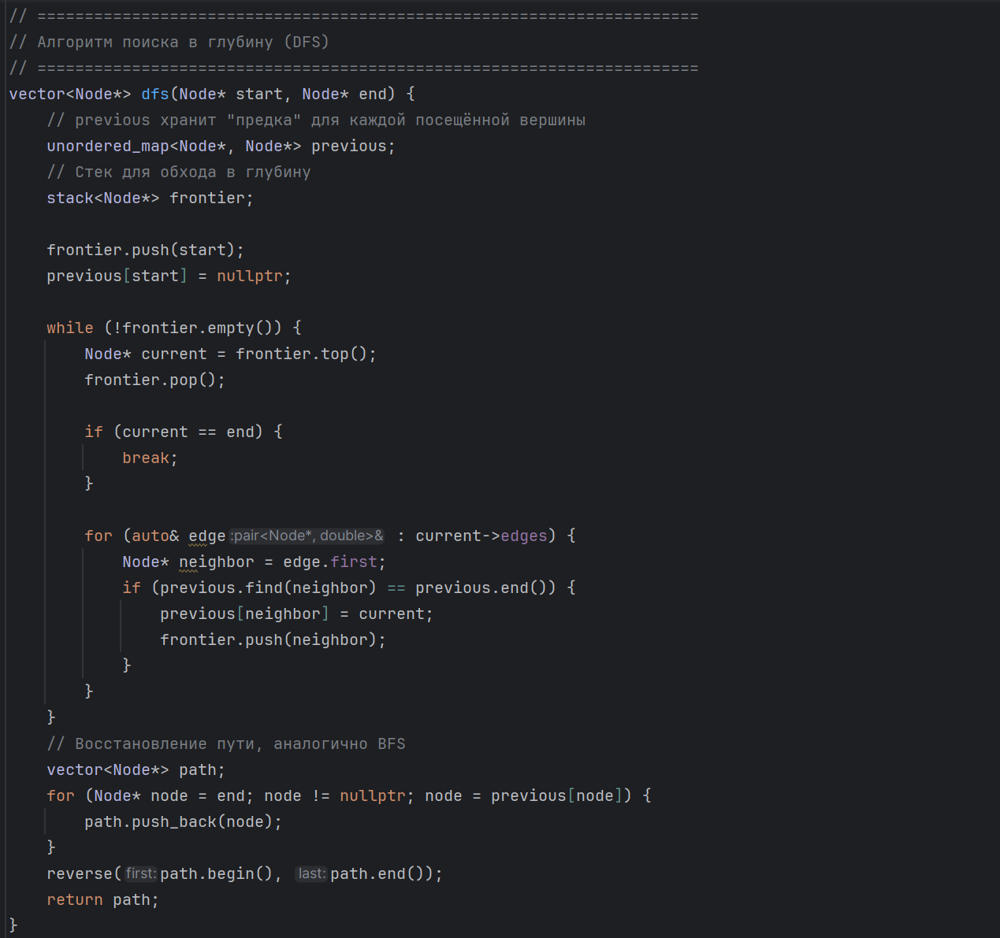 // ======================================================================
// Алгоритм поиска в глубину (DFS)
// ======================================================================
vector<Node*> dfs(Node* start, Node* end) {
    // previous хранит "предка" для каждой посещённой вершины
    unordered_map<Node*, Node*> previous;
    // Стек для обхода в глубину
    stack<Node*> frontier;

    frontier.push(start);
    previous[start] = nullptr;

    while (!frontier.empty()) {
        Node* current = frontier.top();
        frontier.pop();

        if (current == end) {
            break;
        }

        for (auto& edge :pair<Node*, double>& : current->edges) {
            Node* neighbor = edge.first;
            if (previous.find(neighbor) == previous.end()) {
                previous[neighbor] = current;
                frontier.push(neighbor);
            }
        }
    }
    // Восстановление пути, аналогично BFS
    vector<Node*> path;
    for (Node* node = end; node != nullptr; node = previous[node]) {
        path.push_back(node);
    }
    reverse(first: path.begin(), last: path.end());
    return path;
}